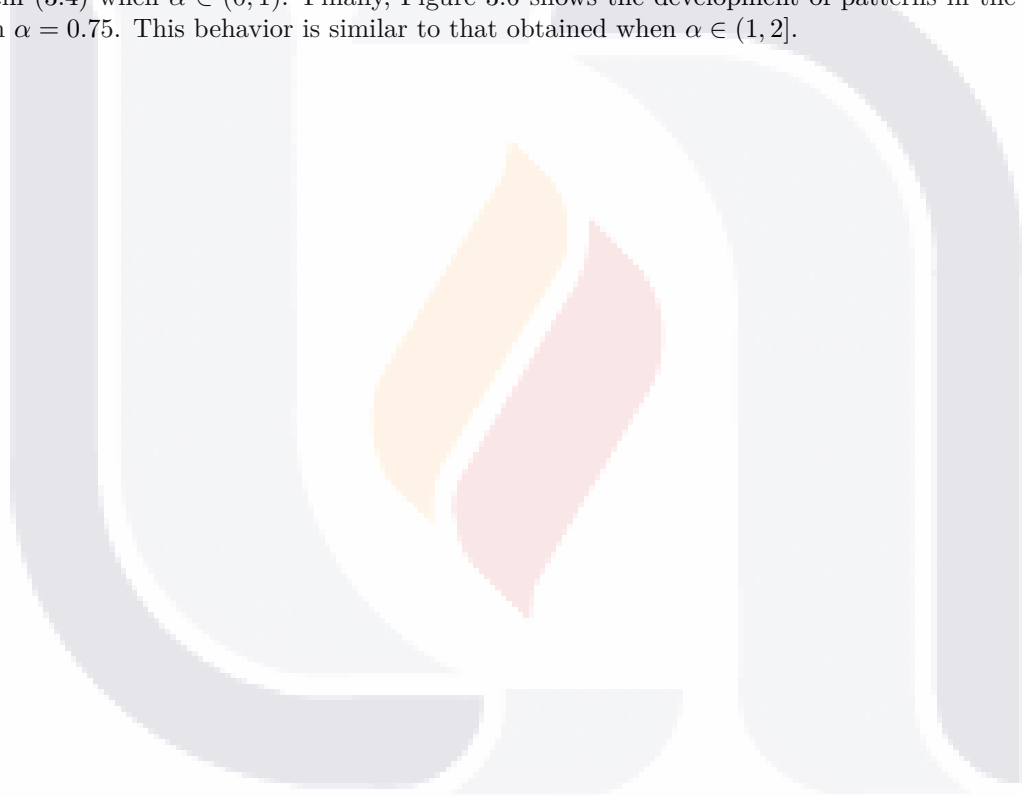 (3.4) when α ∈ (0, 1). Finally, Figure 3.6 shows the development of patterns in the
α = 0.75. This behavior is similar to that obtained when α ∈ (1, 2].